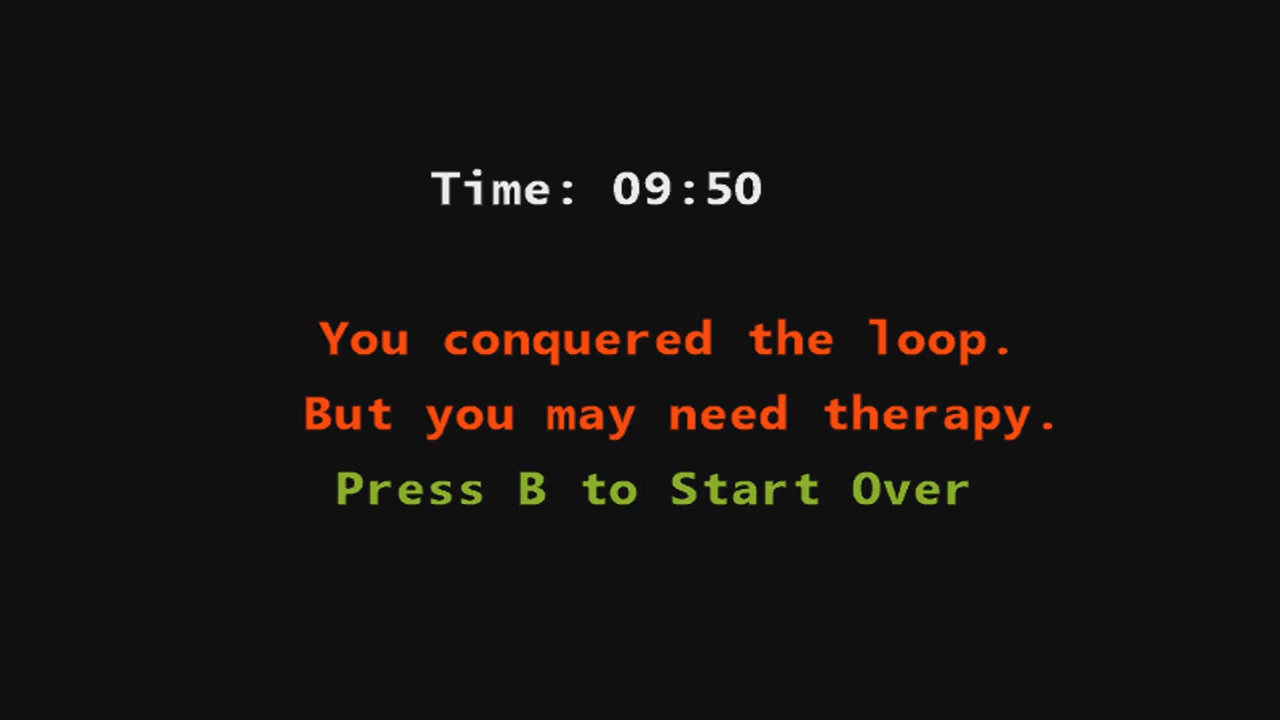 Time: 09:50
You conquered the loop.
But you may need therapy.
Press B to Start Over